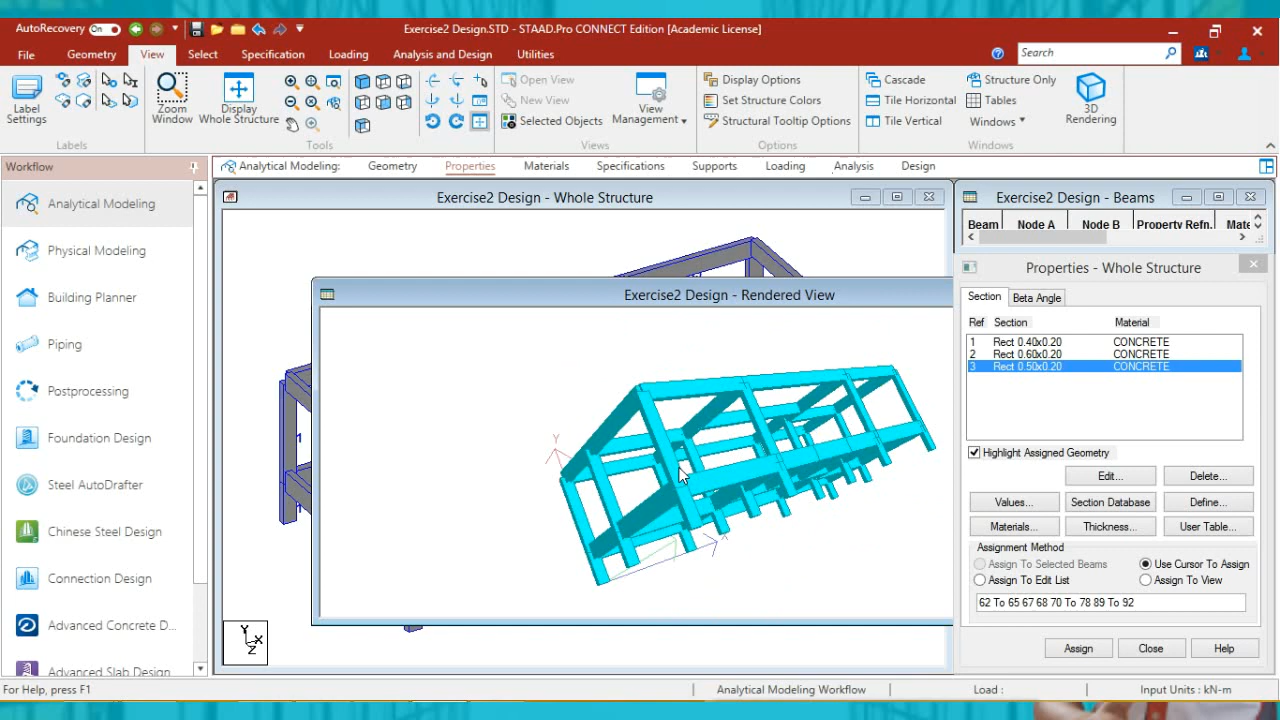 AutoRecovery On Exercise2 Design.STD - STAAD.Pro CONNECT Edition [Academic License]
File Geometry View Select Specification Loading Analysis and Design Utilities Search
Label Settings
Zoom Window
Display Whole Structure
Open View
New View
Selected Objects
View Management
Display Options
Set Structure Colors
Structural Tooltip Options
Cascade
Tile Horizontal
Tile Vertical
Structure Only
Tables
Windows
3D Rendering
Labels Tools Views Options Windows
Workflow
Analytical Modeling: Geometry Properties Materials Specifications Supports Loading Analysis Design
Analytical Modeling
Physical Modeling
Building Planner
Piping
Postprocessing
Foundation Design
Steel AutoDrafter
Chinese Steel Design
Connection Design
Advanced Concrete D...
Advanced Slab Design
Exercise2 Design - Whole Structure
1
1
Exercise2 Design - Rendered View
Y
Y
X
Z
Exercise2 Design - Beams
Beam Node A Node B Property Refn. Mate
Properties - Whole Structure
Section Beta Angle
Ref Section Material
1 Rect 0.40x0.20 CONCRETE
2 Rect 0.60x0.20 CONCRETE
3 Rect 0.50x0.20 CONCRETE
Highlight Assigned Geometry
Edit... Delete...
Values... Section Database Define...
Materials... Thickness... User Table...
Assignment Method
Assign To Selected Beams Use Cursor To Assign
Assign To Edit List Assign To View
62 To 65 67 68 70 To 78 89 To 92
Assign Close Help
For Help, press F1 Analytical Modeling Workflow Load : Input Units : kN-m